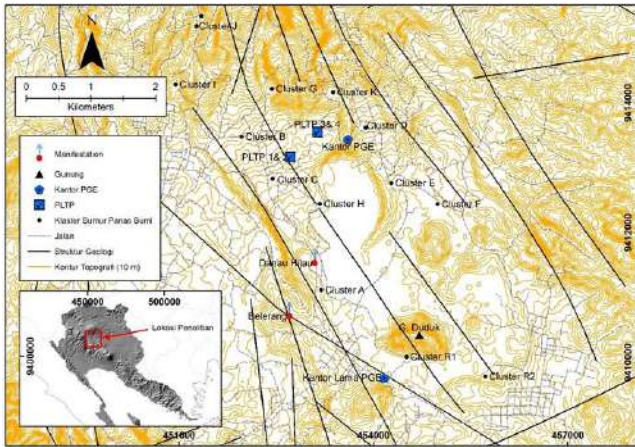 N
Cluster J
0 0.5 1 2
Kilometers
Cluster I
Cluster G
Cluster K
9414000
Cluster B
PLTP 3& 4
Cluster D
Kantor PGE
PLTP 1&
Cluster C
Cluster E
Cluster H
Cluster F
9412000
Manifestation
Gunung
Kantor PGE
PLTP
Klaster Sumur Panas Bumi
Jalan
Struktur Geologi
Kontur Topografi (10 m)
Danau Hijau
Cluster A
Belerang
G. Duduk
Cluster R1
Cluster R2
Kantor Lama PGE
9410000
450000 500000
Lokasi Penelitian
9400000
451000 454000 457000